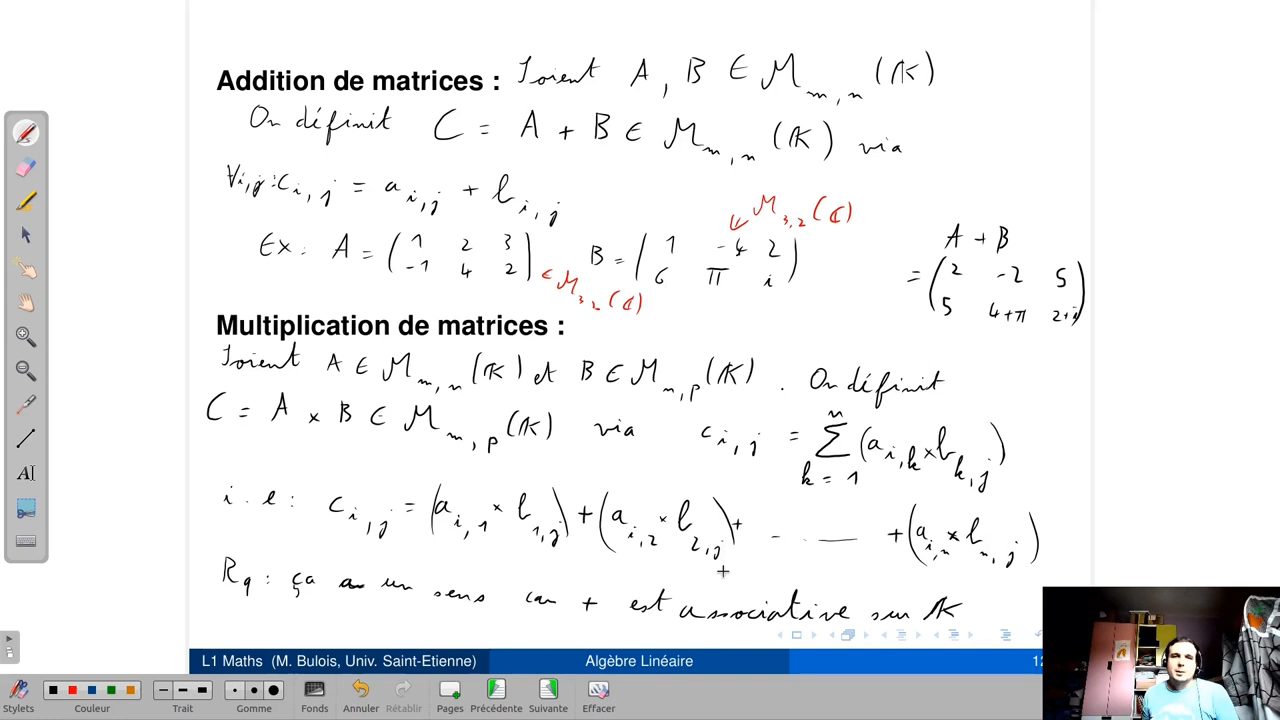 Addition de matrices : Soient A, B ∈ M_{m,n} (K)
On définit C = A + B ∈ M_{m,n} (K) via
∀i,j : c_{i,j} = a_{i,j} + b_{i,j}
∈ M_{3,2} (C)
Ex : A = ( 1 2 3 / -1 4 2 ) B = ( 1 -4 2 / 6 π i )
∈ M_{3,2} (C)
A + B
= ( 2 -2 5 / 5 4+π 2+i )
Multiplication de matrices :
Soient A ∈ M_{m,n} (K) et B ∈ M_{n,p} (K) . On définit
C = A × B ∈ M_{m,p} (K) via c_{i,j} = Σ_{k=1}^{n} (a_{i,k} × b_{k,j})
i.e : c_{i,j} = (a_{i,1} × b_{1,j}) + (a_{i,2} × b_{2,j}) + ...... + (a_{i,n} × b_{n,j})
Rq : ça a un sens car + est associative sur K
L1 Maths (M. Bulois, Univ. Saint-Etienne) Algèbre Linéaire 12
AI
Stylets Couleur Trait Gomme Fonds Annuler Rétablir Pages Précédente Suivante Effacer